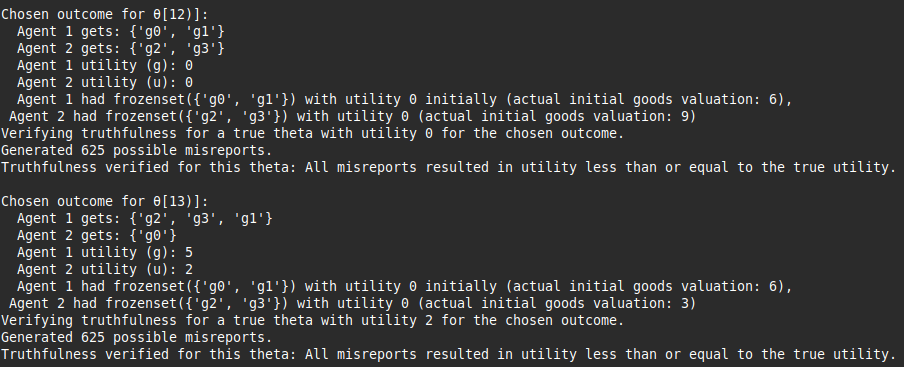 Chosen outcome for θ[12)]:
Agent 1 gets: {'g0', 'g1'}
Agent 2 gets: {'g2', 'g3'}
Agent 1 utility (g): 0
Agent 2 utility (u): 0
Agent 1 had frozenset({'g0', 'g1'}) with utility 0 initially (actual initial goods valuation: 6),
Agent 2 had frozenset({'g2', 'g3'}) with utility 0 (actual initial goods valuation: 9)
Verifying truthfulness for a true theta with utility 0 for the chosen outcome.
Generated 625 possible misreports.
Truthfulness verified for this theta: All misreports resulted in utility less than or equal to the true utility.
Chosen outcome for θ[13)]:
Agent 1 gets: {'g2', 'g3', 'g1'}
Agent 2 gets: {'g0'}
Agent 1 utility (g): 5
Agent 2 utility (u): 2
Agent 1 had frozenset({'g0', 'g1'}) with utility 0 initially (actual initial goods valuation: 6),
Agent 2 had frozenset({'g2', 'g3'}) with utility 0 (actual initial goods valuation: 3)
Verifying truthfulness for a true theta with utility 2 for the chosen outcome.
Generated 625 possible misreports.
Truthfulness verified for this theta: All misreports resulted in utility less than or equal to the true utility.